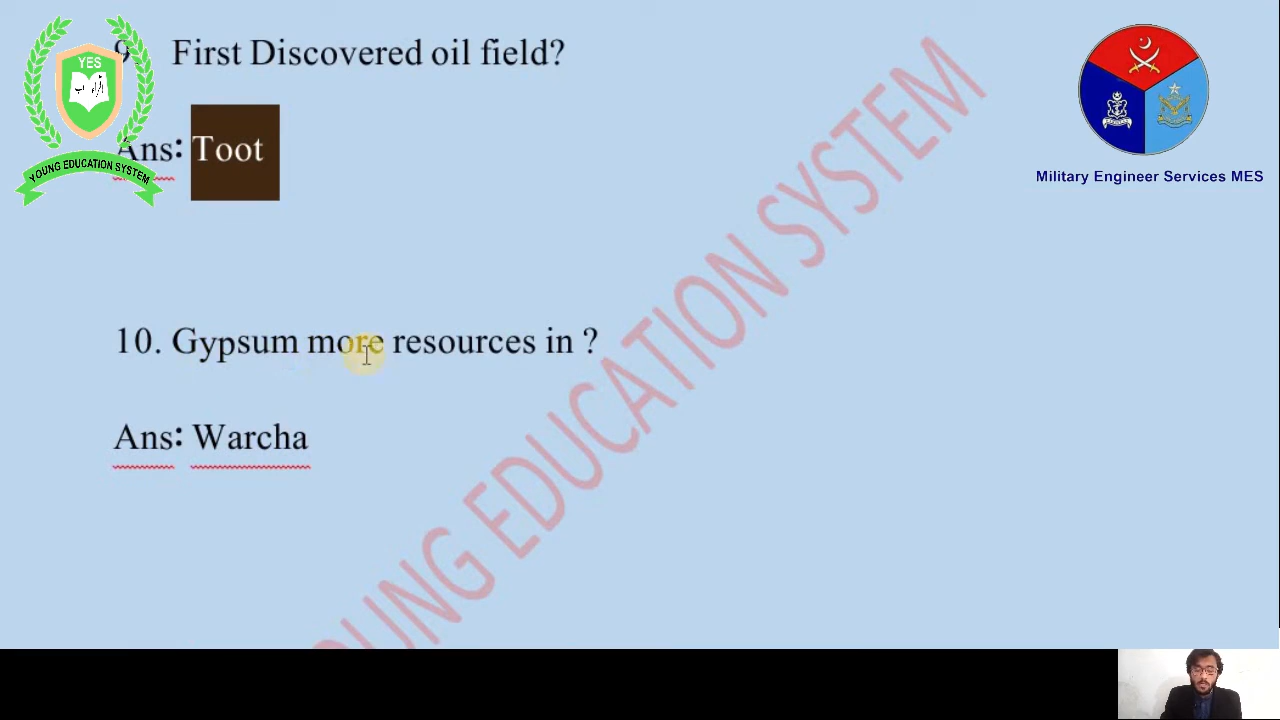 9. First Discovered oil field?
YES
Ans: Toot
YOUNG EDUCATION SYSTEM
Military Engineer Services MES
10. Gypsum more resources in ?
Ans: Warcha
YOUNG EDUCATION SYSTEM